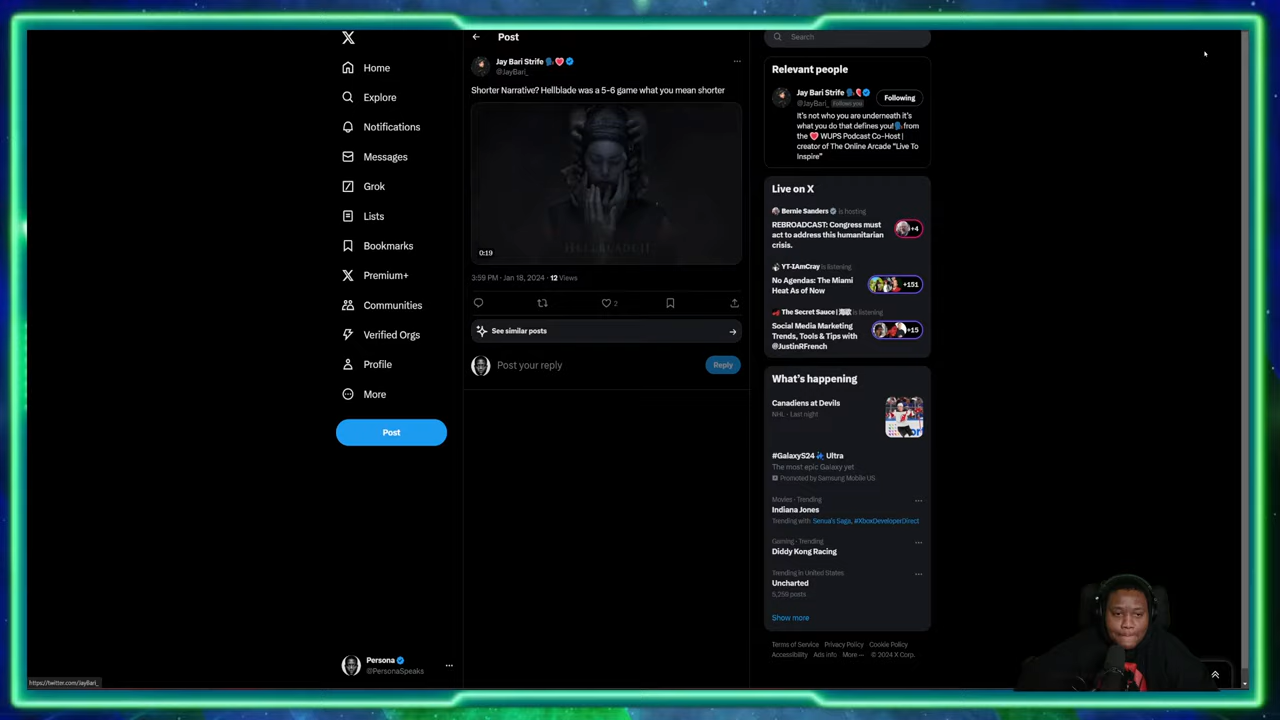 Home
Explore
Notifications
Messages
Grok
Lists
Bookmarks
Premium+
Communities
Verified Orgs
Profile
More
Post
Persona
@PersonaSpeaks
https://twitter.com/JayBari_
Post
Jay Bari Strife
@JayBari_
Shorter Narrative? Hellblade was a 5-6 game what you mean shorter
HELLBLADE II
0:19
3:59 PM · Jan 18, 2024 · 12 Views
2
See similar posts
Post your reply
Reply
Search
Relevant people
Jay Bari Strife
@JayBari_ Follows you
Following
It's not who you are underneath it's
what you do that defines you! from
the WUPS Podcast Co-Host |
creator of The Online Arcade "Live To
Inspire"
Live on X
Bernie Sanders is hosting
REBROADCAST: Congress must
act to address this humanitarian
crisis.
+4
YT-IAmCray is listening
No Agendas: The Miami
Heat As of Now
+151
The Secret Sauce | is listening
Social Media Marketing
Trends, Tools & Tips with
@JustinRFrench
+15
What's happening
Canadiens at Devils
NHL · Last night
#GalaxyS24 Ultra
The most epic Galaxy yet
Promoted by Samsung Mobile US
Movies · Trending
Indiana Jones
Trending with Senua's Saga, #XboxDeveloperDirect
Gaming · Trending
Diddy Kong Racing
Trending in United States
Uncharted
5,259 posts
Show more
Terms of Service Privacy Policy Cookie Policy
Accessibility Ads info More ··· © 2024 X Corp.